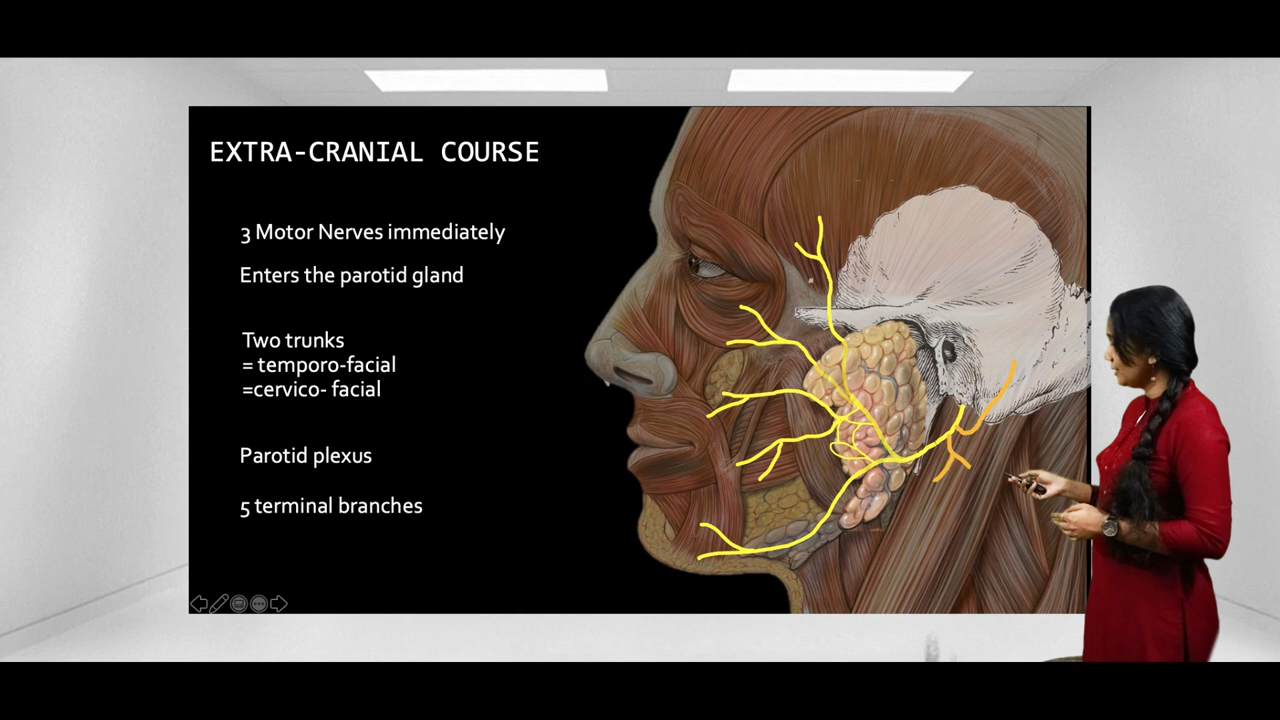 EXTRA-CRANIAL COURSE
3 Motor Nerves immediately
Enters the parotid gland
Two trunks
= temporo-facial
=cervico- facial
Parotid plexus
5 terminal branches